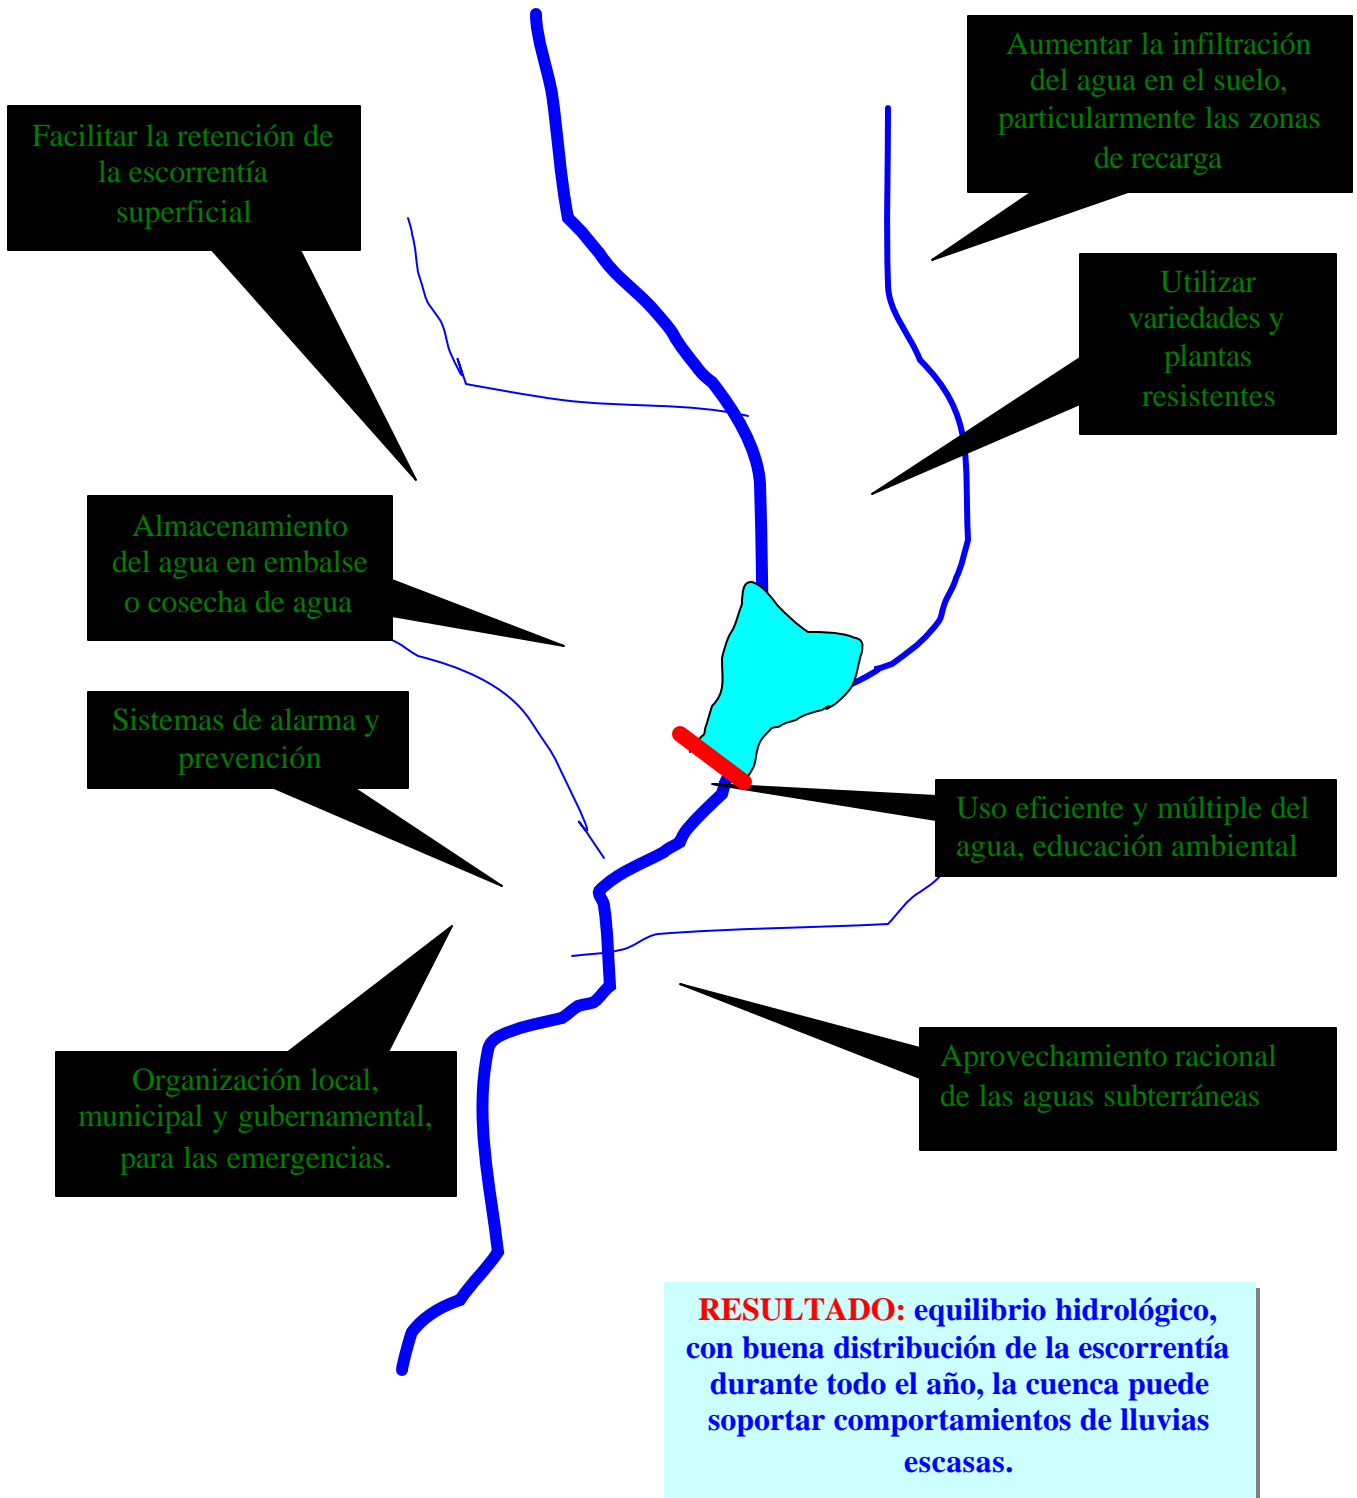 Aumentar la infiltración
del agua en el suelo,
particularmente las zonas
de recarga
Facilitar la retención de
la escorrentía
superficial
Utilizar
variedades y
plantas
resistentes
Almacenamiento
del agua en embalse
o cosecha de agua
Sistemas de alarma y
prevención
Uso eficiente y múltiple del
agua, educación ambiental
Organización local,
municipal y gubernamental,
para las emergencias.
Aprovechamiento racional
de las aguas subterráneas
RESULTADO: equilibrio hidrológico,
con buena distribución de la escorrentía
durante todo el año, la cuenca puede
soportar comportamientos de lluvias
escasas.